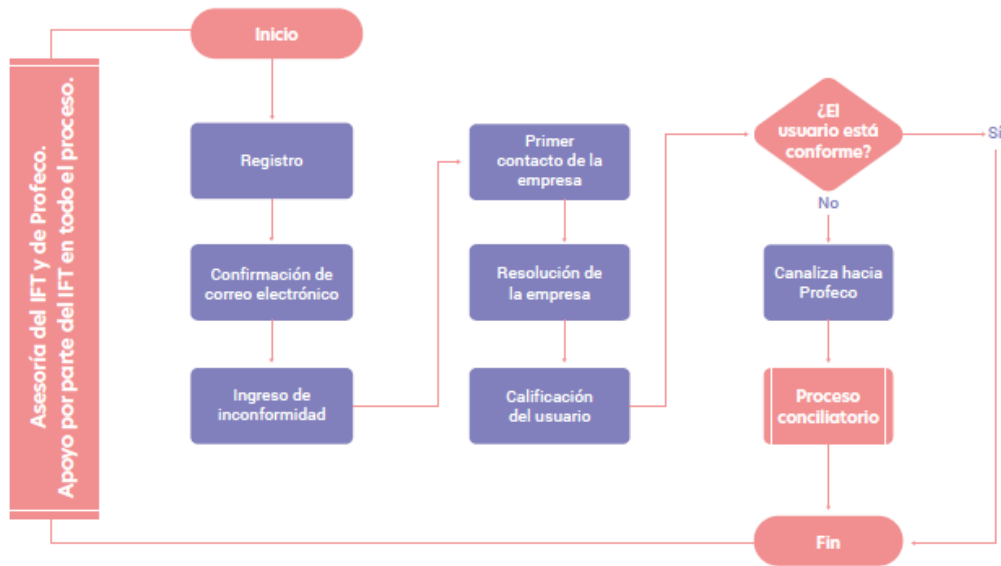 Asesoría del IFT y de Profeco.
Apoyo por parte del IFT en todo el proceso.
Inicio
Registro
Confirmación de
correo electrónico
Ingreso de
inconformidad
Primer
contacto de la
empresa
Resolución de
la empresa
Calificación
del usuario
¿El
usuario está
conforme?
Sí
No
Canaliza hacia
Profeco
Proceso
conciliatorio
Fin